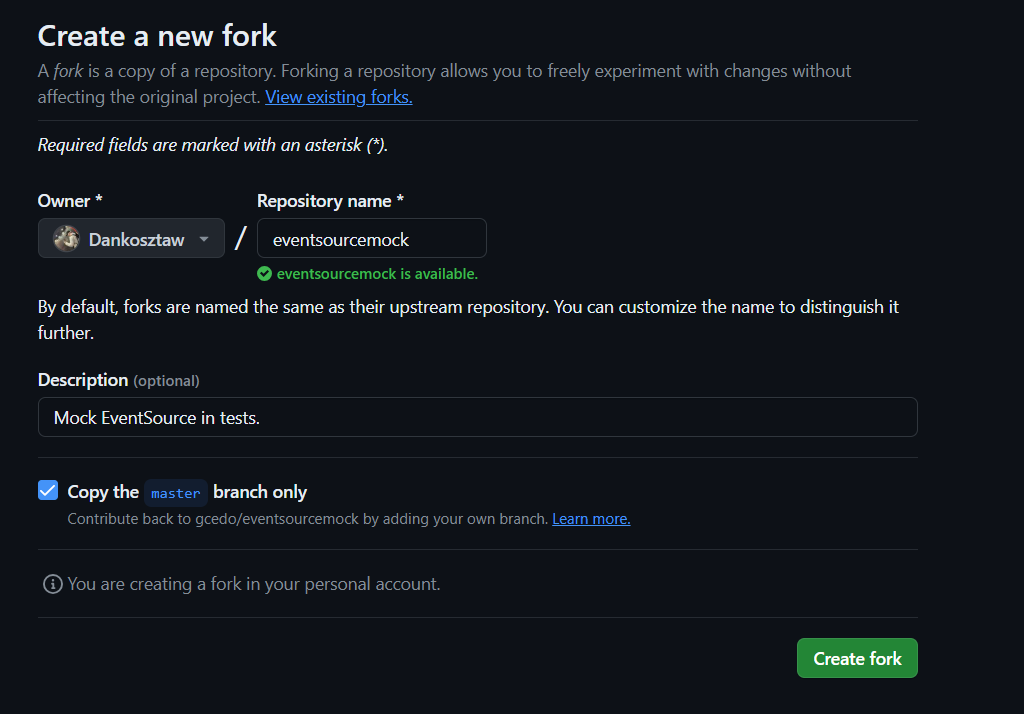 Create a new fork
A fork is a copy of a repository. Forking a repository allows you to freely experiment with changes without
affecting the original project. View existing forks.
Required fields are marked with an asterisk (*).
Owner *
Repository name *
Dankosztaw
/
eventsourcemock
eventsourcemock is available.
By default, forks are named the same as their upstream repository. You can customize the name to distinguish it
further.
Description (optional)
Mock EventSource in tests.
Copy the master branch only
Contribute back to gcedo/eventsourcemock by adding your own branch. Learn more.
You are creating a fork in your personal account.
Create fork